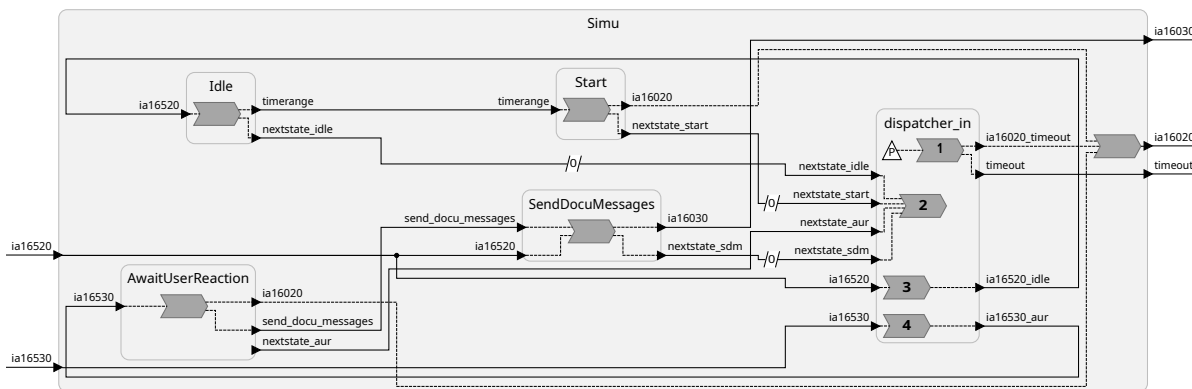 Simu
ia16030
Idle
Start
ia16520
timerange
timerange
ia16020
nextstate_idle
nextstate_start
dispatcher_in
P
1
ia16020_timeout
ia16020
timeout
timeout
/0/
nextstate_idle
nextstate_start
/0/
2
SendDocuMessages
send_docu_messages
ia16030
nextstate_aur
ia16520
ia16520
nextstate_sdm
/0/
nextstate_sdm
AwaitUserReaction
ia16520
3
ia16520_idle
ia16530
ia16020
send_docu_messages
ia16530
4
ia16530_aur
nextstate_aur
ia16530